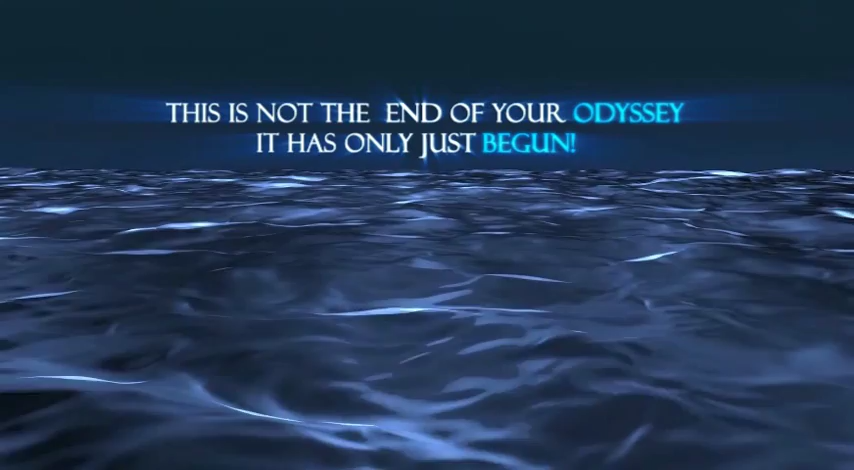 THIS IS NOT THE END OF YOUR ODYSSEY
IT HAS ONLY JUST BEGUN!